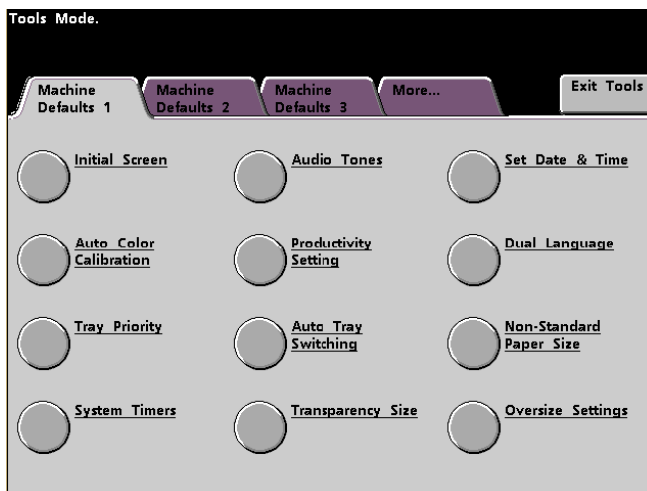 Tools Mode.
Machine
Defaults 1
Machine
Defaults 2
Machine
Defaults 3
More...
Exit Tools
Initial Screen
Audio Tones
Set Date & Time
Auto Color
Calibration
Productivity
Setting
Dual Language
Tray Priority
Auto Tray
Switching
Non-Standard
Paper Size
System Timers
Transparency Size
Oversize Settings